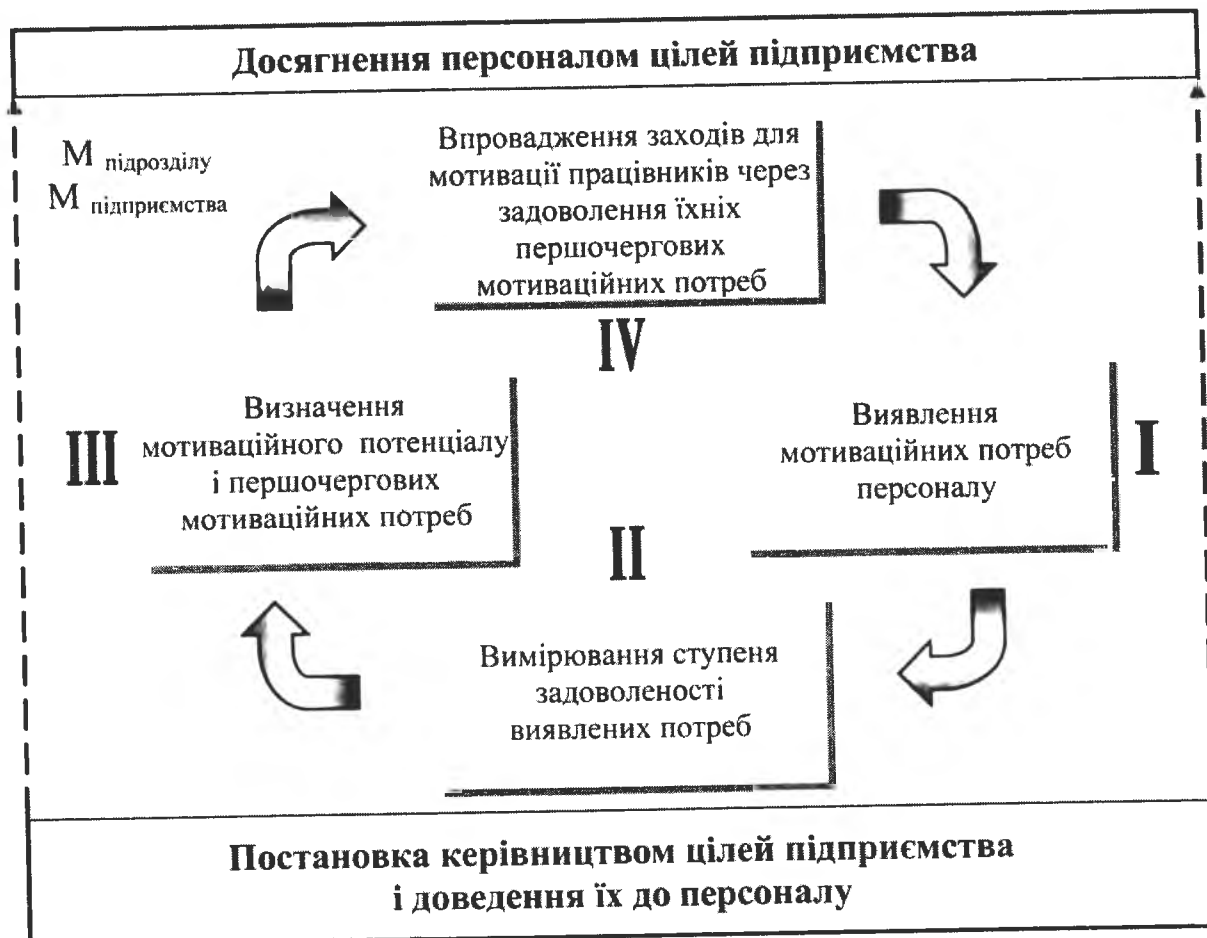 Досягнення персоналом цілей підприємства
М підрозділу
М підприємства
Впровадження заходів для
мотивації працівників через
задоволення їхніх
першочергових
мотиваційних потреб
IV
III
Визначення
мотиваційного потенціалу
і першочергових
мотиваційних потреб
Виявлення
мотиваційних потреб
персоналу
I
II
Вимірювання ступеня
задоволеності
виявлених потреб
Постановка керівництвом цілей підприємства
і доведення їх до персоналу